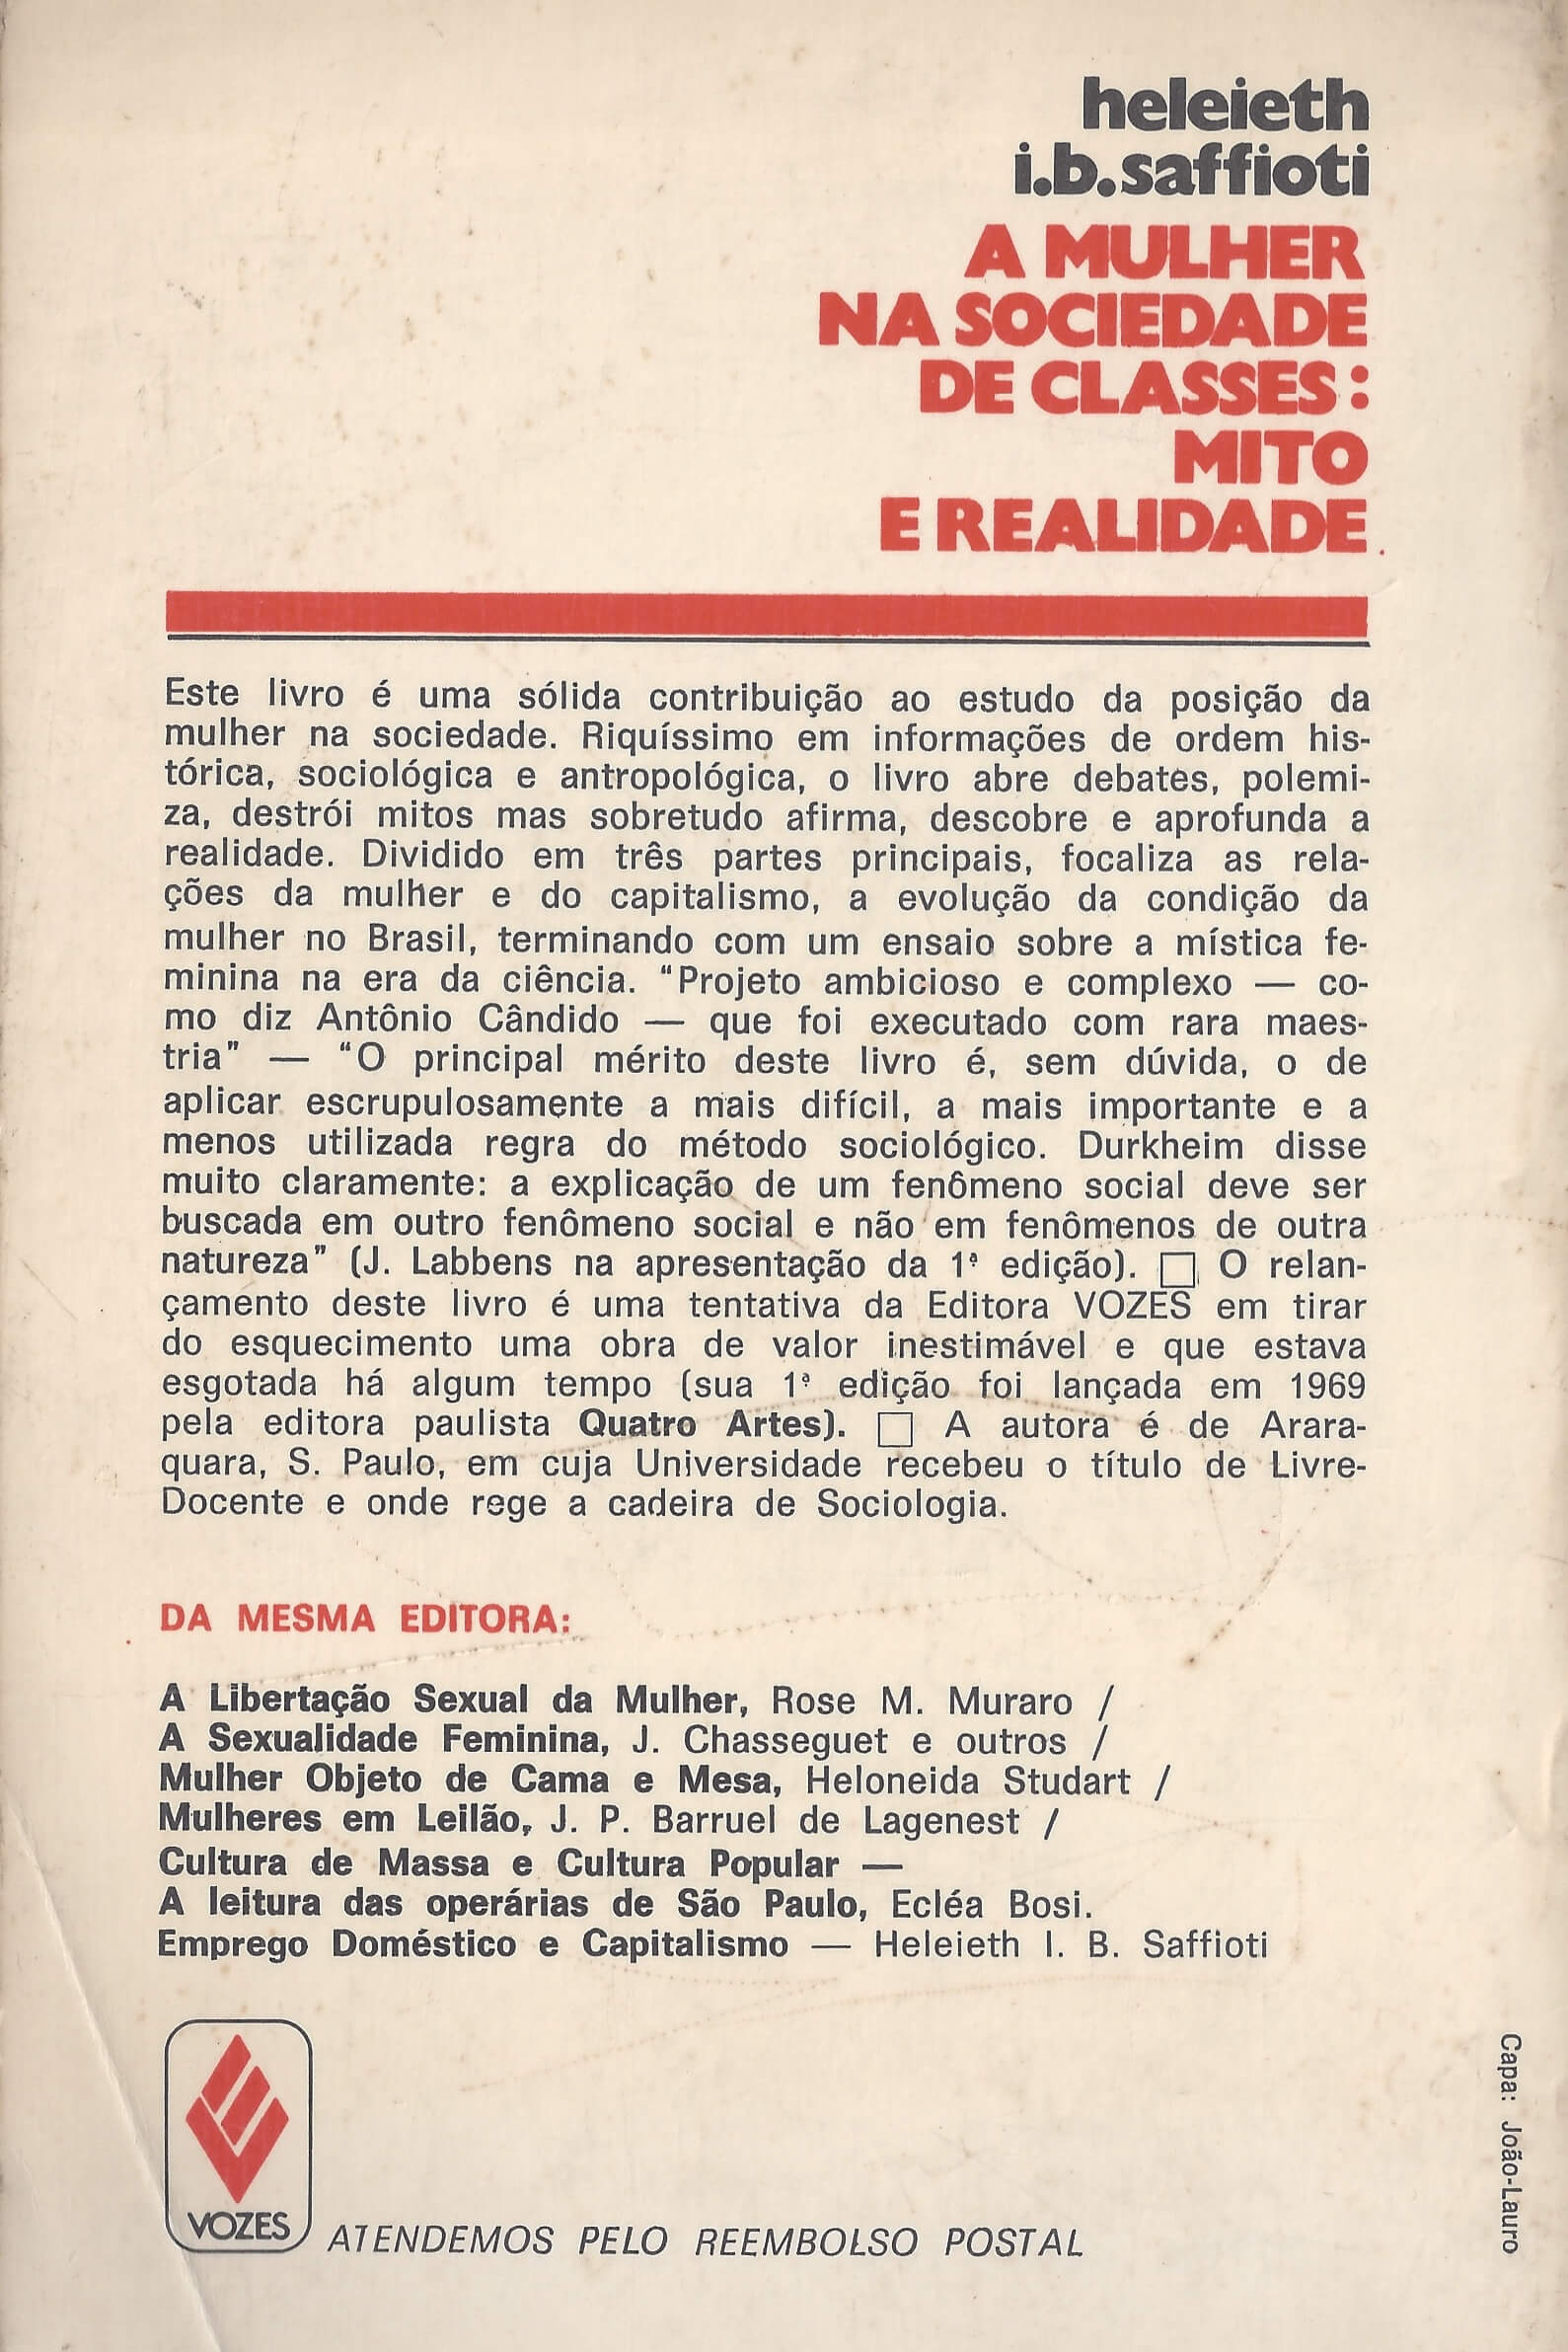 heleieth
i.b.saffioti
A MULHER
NA SOCIEDADE
DE CLASSES:
MITO
E REALIDADE.
Este livro é uma sólida contribuição ao estudo da posição da
mulher na sociedade. Riquíssimo em informações de ordem his-
tórica, sociológica e antropológica, o livro abre debates, polemi-
za, destrói mitos mas sobretudo afirma, descobre e aprofunda a
realidade. Dividido em três partes principais, focaliza as rela-
ções da mulher e do capitalismo, a evolução da condição da
mulher no Brasil, terminando com um ensaio sobre a mística fe-
minina na era da ciência. "Projeto ambicioso e complexo — co-
mo diz Antônio Cândido — que foi executado com rara maes-
tria" — "O principal mérito deste livro é, sem dúvida, o de
aplicar escrupulosamente a mais difícil, a mais importante e a
menos utilizada regra do método sociológico. Durkheim disse
muito claramente: a explicação de um fenômeno social deve ser
buscada em outro fenômeno social e não em fenômenos de outra
natureza" (J. Labbens na apresentação da 1ª edição). □ O relan-
çamento deste livro é uma tentativa da Editora VOZES em tirar
do esquecimento uma obra de valor inestimável e que estava
esgotada há algum tempo (sua 1ª edição foi lançada em 1969
pela editora paulista Quatro Artes). □ A autora é de Arara-
quara, S. Paulo, em cuja Universidade recebeu o título de Livre-
Docente e onde rege a cadeira de Sociologia.
DA MESMA EDITORA:
A Libertação Sexual da Mulher, Rose M. Muraro /
A Sexualidade Feminina, J. Chasseguet e outros /
Mulher Objeto de Cama e Mesa, Heloneida Studart /
Mulheres em Leilão, J. P. Barruel de Lagenest /
Cultura de Massa e Cultura Popular —
A leitura das operárias de São Paulo, Ecléa Bosi.
Emprego Doméstico e Capitalismo — Heleieth I. B. Saffioti
VOZES
ATENDEMOS PELO REEMBOLSO POSTAL
Capa: João-Lauro